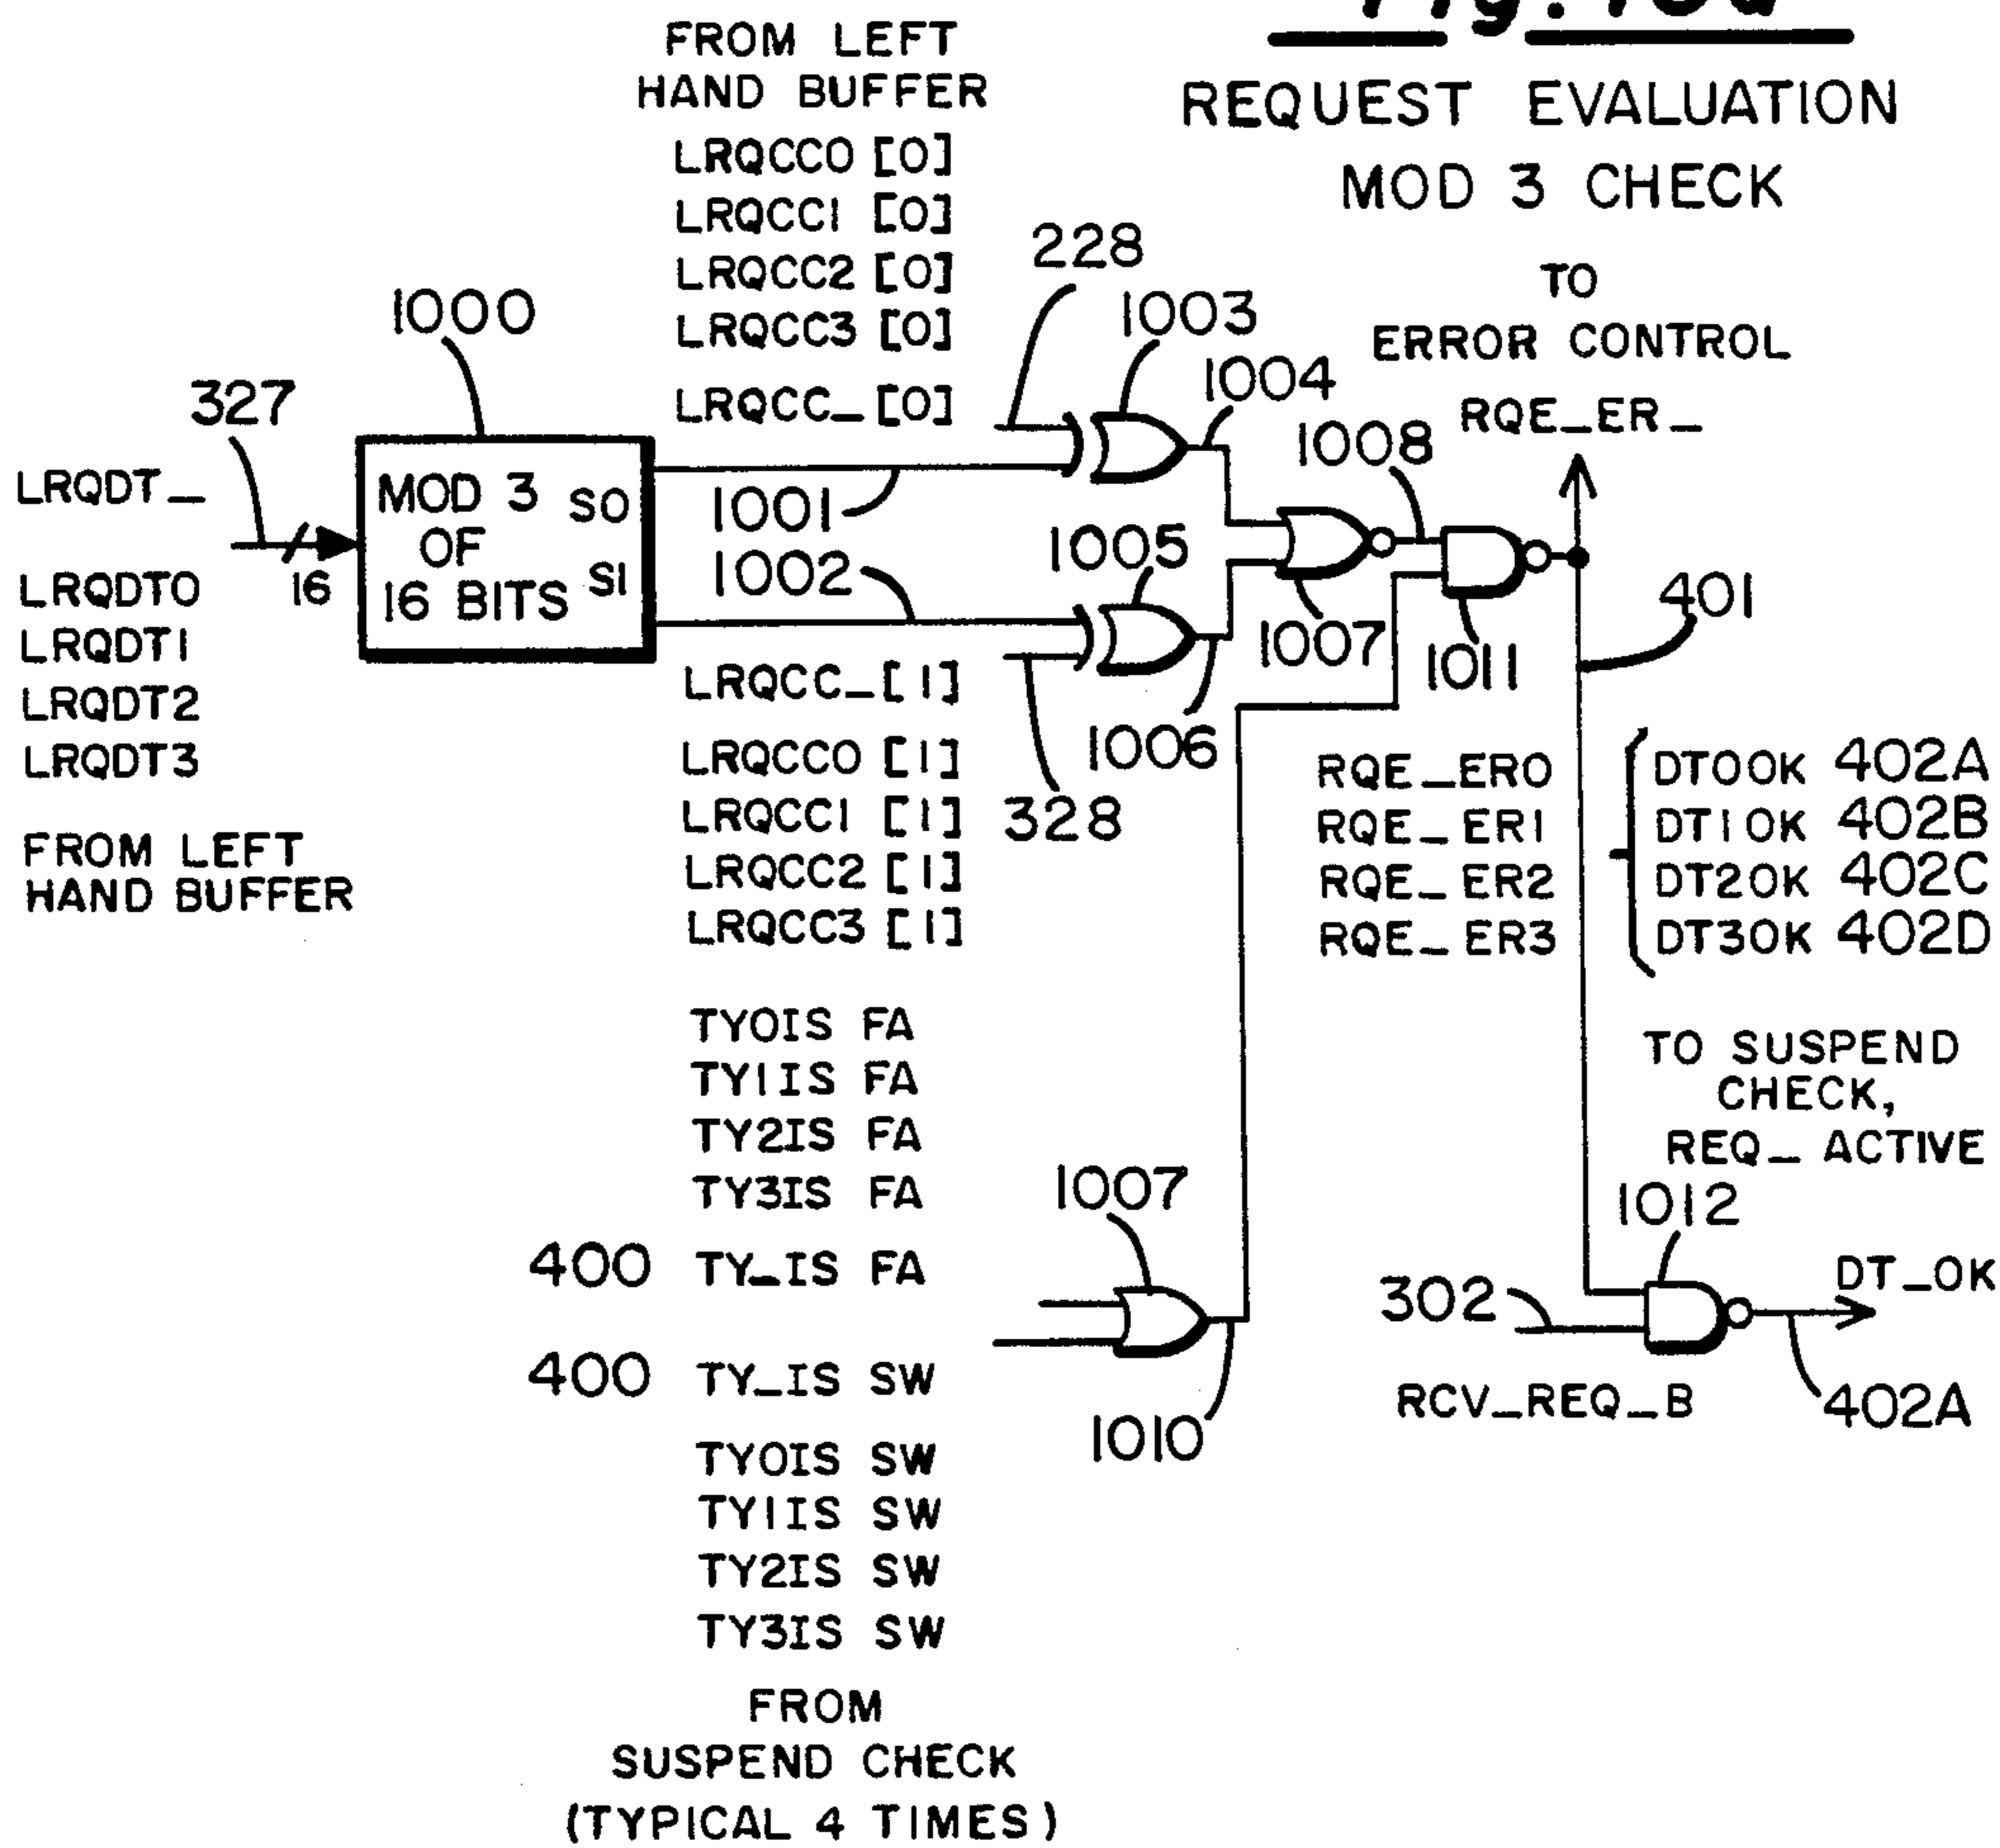 REQUEST EVALUATION
MOD 3 CHECK
FROM LEFT
HAND BUFFER
LRQCC0 [0]
LRQCC1 [0]
LRQCC2 [0]
LRQCC3 [0]
LRQCC_[0]
228
1003
1004
TO
ERROR CONTROL
RQE_ER_
1000
327
LRQDT_
16
LRQDT0
LRQDT1
LRQDT2
LRQDT3
FROM LEFT
HAND BUFFER
MOD 3
OF
16 BITS
S0
S1
1001
1002
1005
1008
1007
1011
401
LRQCC_[1]
1006
328
LRQCC0 [1]
LRQCC1 [1]
LRQCC2 [1]
LRQCC3 [1]
RQE_ER0
RQE_ER1
RQE_ER2
RQE_ER3
DT0OK 402A
DT1OK 402B
DT2OK 402C
DT3OK 402D
TY0IS FA
TY1IS FA
TY2IS FA
TY3IS FA
400 TY_IS FA
1007
400 TY_IS SW
1010
TY0IS SW
TY1IS SW
TY2IS SW
TY3IS SW
FROM
SUSPEND CHECK
(TYPICAL 4 TIMES)
TO SUSPEND
CHECK,
REQ_ ACTIVE
1012
302
DT_OK
RCV_REQ_B
402A